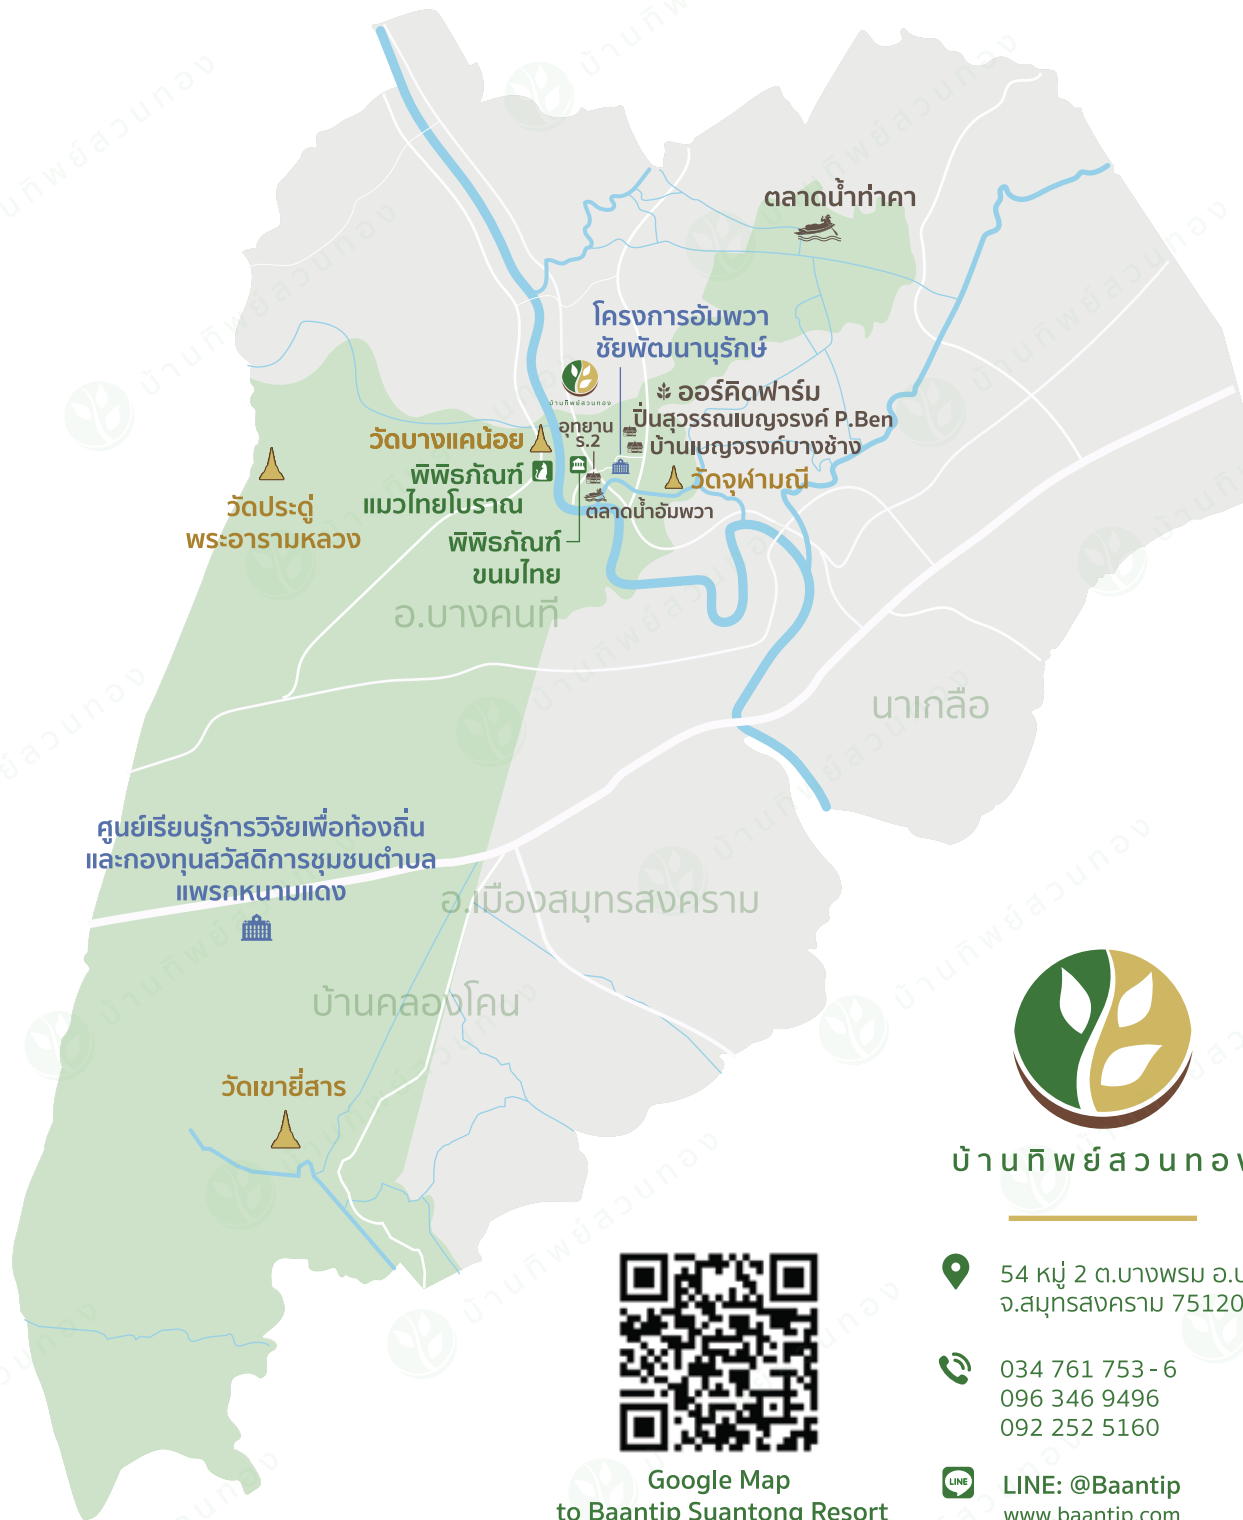 ตลาดน้ำท่าคา
โครงการอัมพวา
ชัยพัฒนานุรักษ์
บ้านทิพย์สวนทอง
ออร์คิดฟาร์ม
ปิ่นสุวรรณเบญจรงค์ P.Ben
บ้านเบญจรงค์บางช้าง
อุทยาน
ร.2
วัดบางแคน้อย
พิพิธภัณฑ์
แมวไทยโบราณ
วัดจุฬามณี
ตลาดน้ำอัมพวา
วัดประดู่
พระอารามหลวง
พิพิธภัณฑ์
ขนมไทย
อ.บางคนที
นาเกลือ
ศูนย์เรียนรู้การวิจัยเพื่อท้องถิ่น
และกองทุนสวัสดิการชุมชนตำบล
แพรกหนามแดง
อ.เมืองสมุทรสงคราม
บ้านคลองโคน
วัดเขายี่สาร
บ้านทิพย์สวนทอง
54 หมู่ 2 ต.บางพรม อ.บ
จ.สมุทรสงคราม 75120
034 761 753 - 6
096 346 9496
092 252 5160
LINE
LINE: @Baantip
www.baantip.com
Google Map
to Baantip Suantong Resort